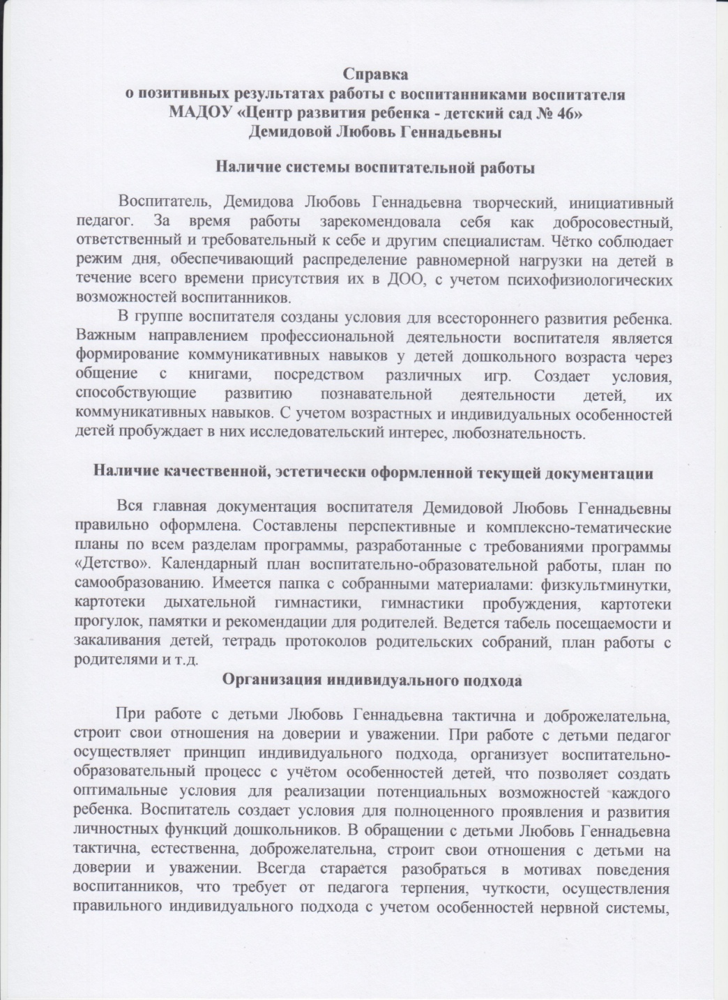 Справка
о позитивных результатах работы с воспитанниками воспитателя
МАДОУ «Центр развития ребенка - детский сад № 46»
Демидовой Любовь Геннадьевны
Наличие системы воспитательной работы
Воспитатель, Демидова Любовь Геннадьевна творческий, инициативный
педагог. За время работы зарекомендовала себя как добросовестный,
ответственный и требовательный к себе и другим специалистам. Чётко соблюдает
режим дня, обеспечивающий распределение равномерной нагрузки на детей в
течение всего времени присутствия их в ДОО, с учетом психофизиологических
возможностей воспитанников.
В группе воспитателя созданы условия для всестороннего развития ребенка.
Важным направлением профессиональной деятельности воспитателя является
формирование коммуникативных навыков у детей дошкольного возраста через
общение с книгами, посредством различных игр. Создает условия,
способствующие развитию познавательной деятельности детей, их
коммуникативных навыков. С учетом возрастных и индивидуальных особенностей
детей пробуждает в них исследовательский интерес, любознательность.
Наличие качественной, эстетически оформленной текущей документации
Вся главная документация воспитателя Демидовой Любовь Геннадьевны
правильно оформлена. Составлены перспективные и комплексно-тематические
планы по всем разделам программы, разработанные с требованиями программы
«Детство». Календарный план воспитательно-образовательной работы, план по
самообразованию. Имеется папка с собранными материалами: физкультминутки,
картотеки дыхательной гимнастики, гимнастики пробуждения, картотеки
прогулок, памятки и рекомендации для родителей. Ведется табель посещаемости и
закаливания детей, тетрадь протоколов родительских собраний, план работы с
родителями и т.д.
Организация индивидуального подхода
При работе с детьми Любовь Геннадьевна тактична и доброжелательна,
строит свои отношения на доверии и уважении. При работе с детьми педагог
осуществляет принцип индивидуального подхода, организует воспитательно-
образовательный процесс с учётом особенностей детей, что позволяет создать
оптимальные условия для реализации потенциальных возможностей каждого
ребенка. Воспитатель создает условия для полноценного проявления и развития
личностных функций дошкольников. В обращении с детьми Любовь Геннадьевна
тактична, естественна, доброжелательна, строит свои отношения с детьми на
доверии и уважении. Всегда старается разобраться в мотивах поведения
воспитанников, что требует от педагога терпения, чуткости, осуществления
правильного индивидуального подхода с учетом особенностей нервной системы,